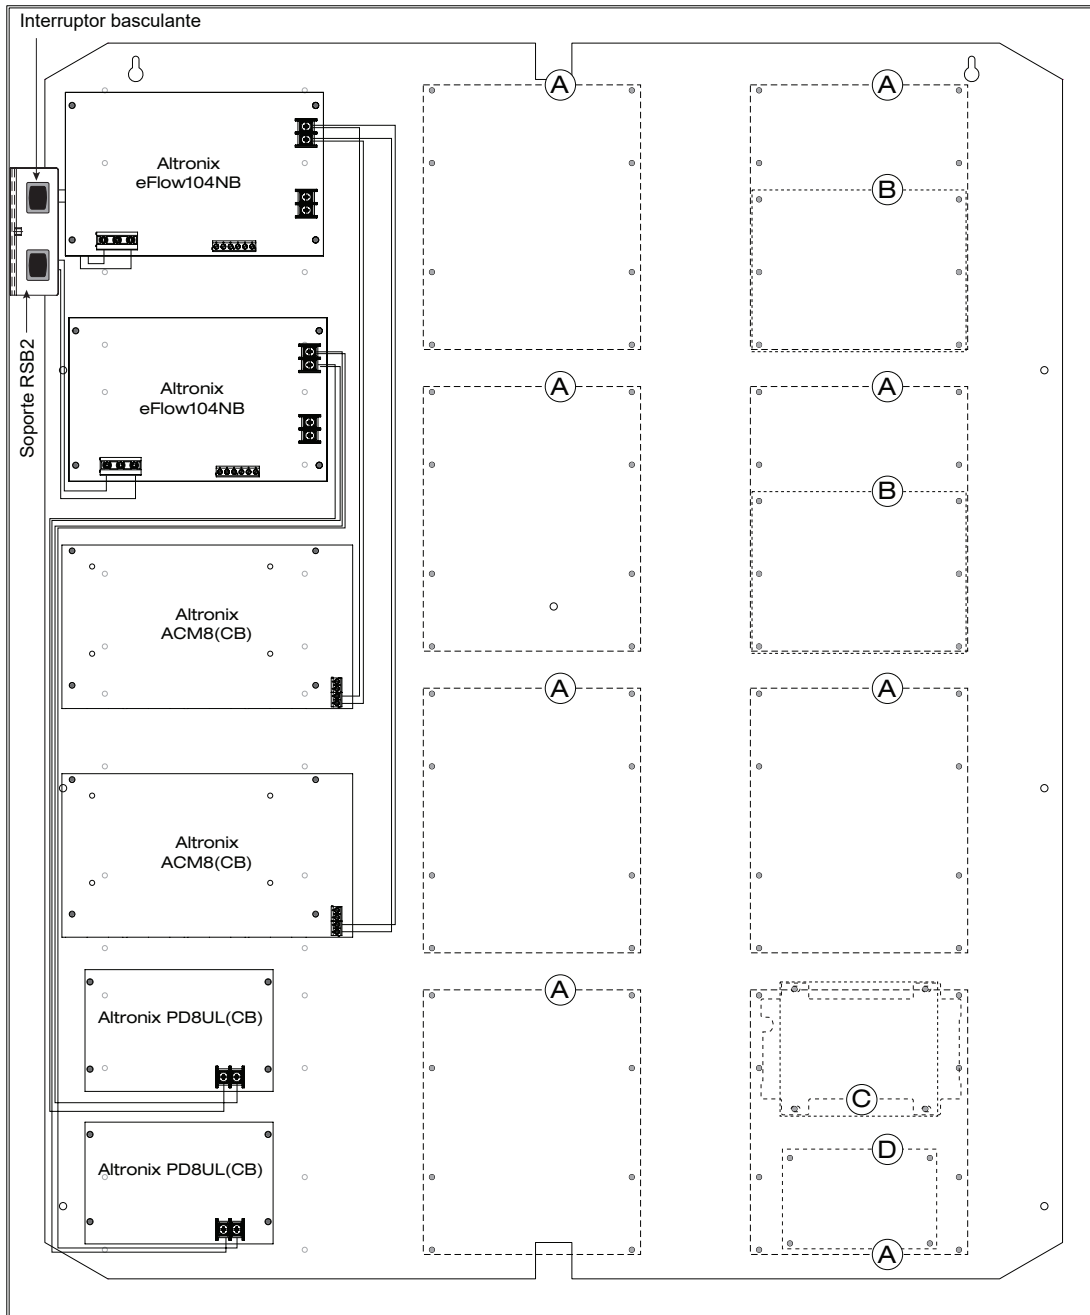 Interruptor basculante
A
A
Altronix
eFlow104NB
B
Soporte RSB2
Altronix
eFlow104NB
A
A
B
Altronix
ACM8(CB)
A
A
Altronix
ACM8(CB)
A
Altronix PD8UL(CB)
C
D
Altronix PD8UL(CB)
A